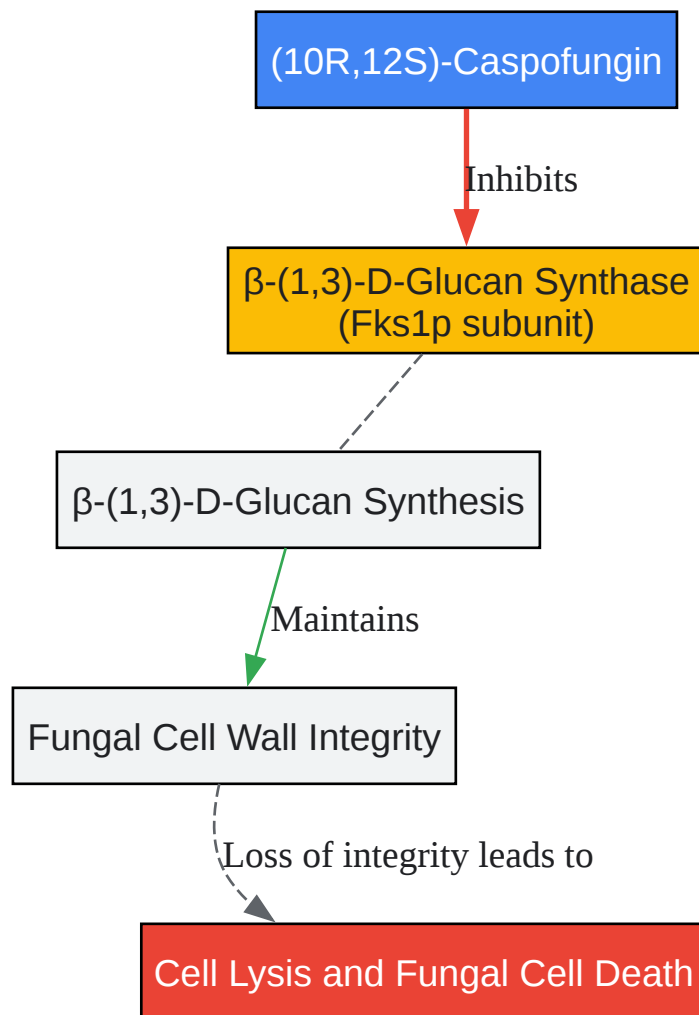 (10R,12S)-Caspofungin
Inhibits
β-(1,3)-D-Glucan Synthase
(Fks1p subunit)
β-(1,3)-D-Glucan Synthesis
Maintains
Fungal Cell Wall Integrity
Loss of integrity leads to
Cell Lysis and Fungal Cell Death